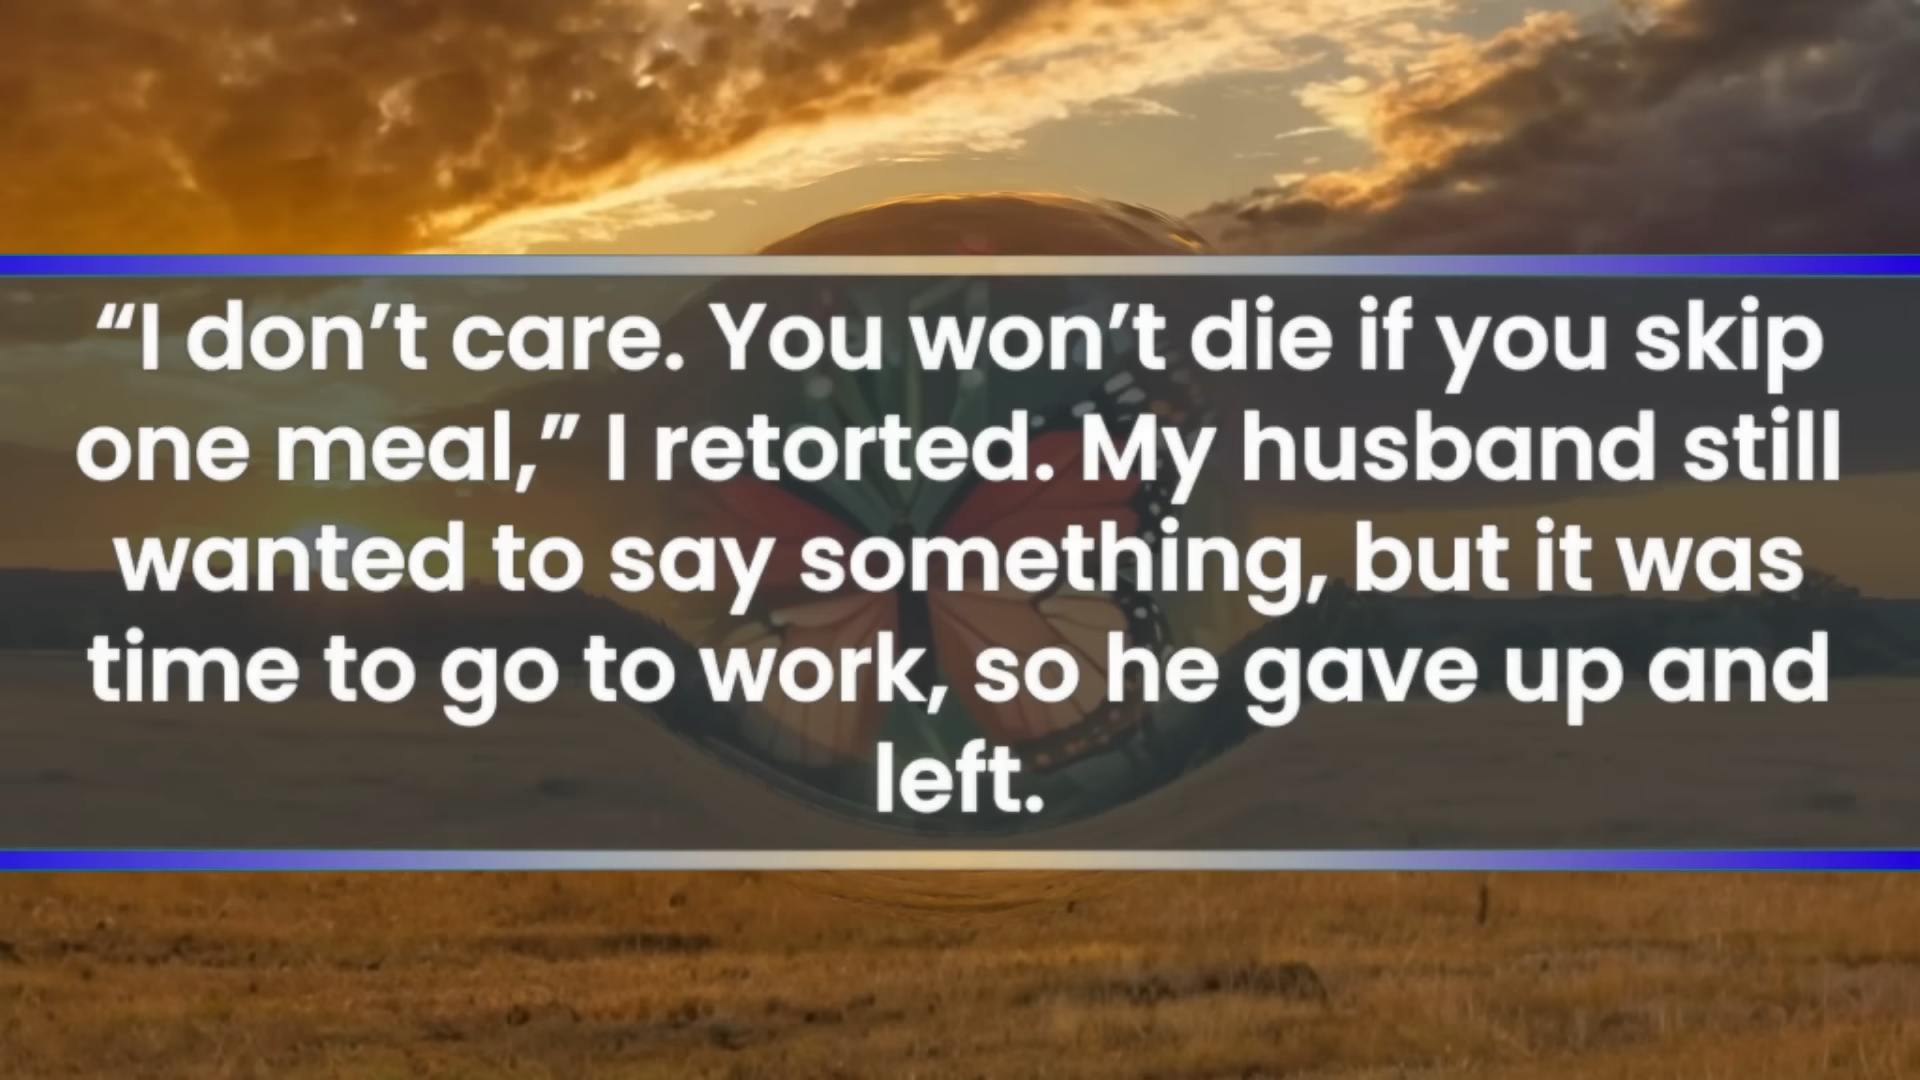 “I don’t care. You won’t die if you skip
one meal,” I retorted. My husband still
wanted to say something, but it was
time to go to work, so he gave up and
left.